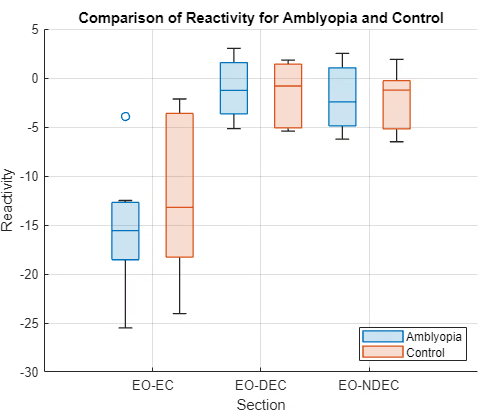 Comparison of Reactivity for Amblyopia and Control
5
0
-5
-10
-15
-20
-25
-30
Reactivity
EO-EC
EO-DEC
EO-NDEC
Section
Amblyopia
Control